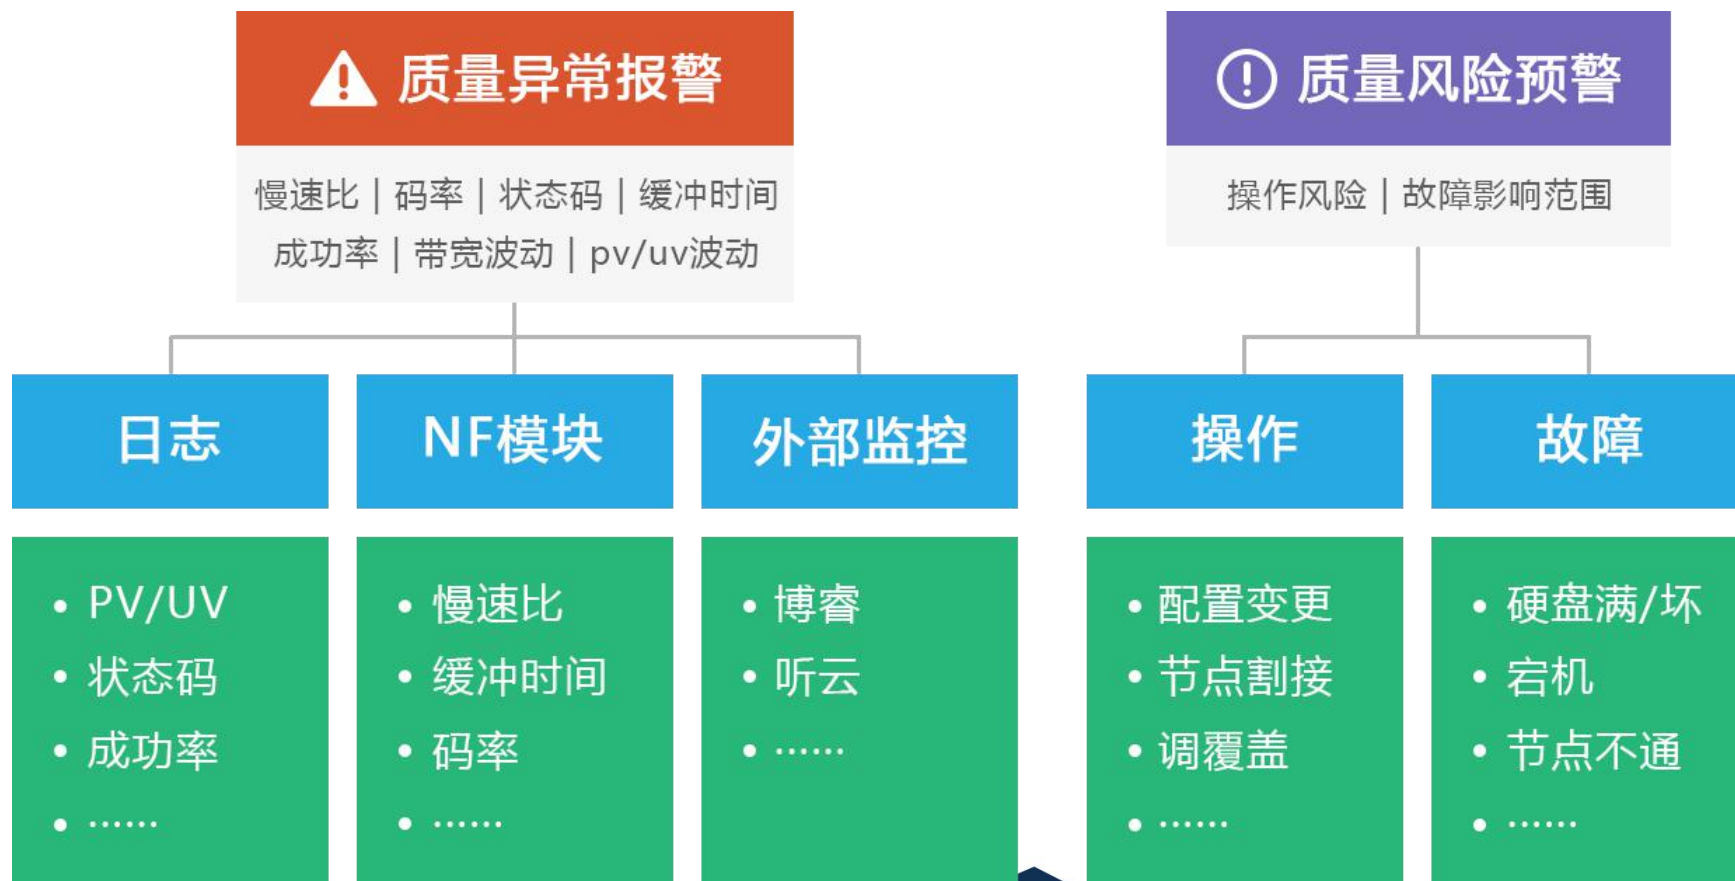 质量异常报警
慢速比 | 码率 | 状态码 | 缓冲时间
成功率 | 带宽波动 | pv/uv波动
质量风险预警
操作风险 | 故障影响范围
日志
NF模块
外部监控
操作
故障
• PV/UV
• 状态码
• 成功率
• ······
• 慢速比
• 缓冲时间
• 码率
• ······
• 博睿
• 听云
• ······
• 配置变更
• 节点割接
• 调覆盖
• ······
• 硬盘满/坏
• 宕机
• 节点不通
• ······